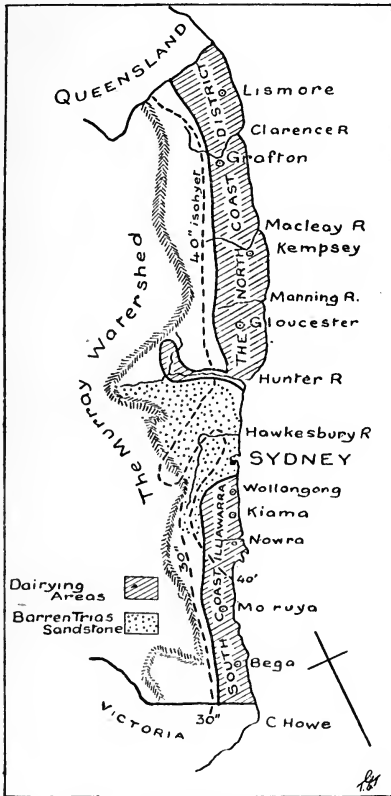 QUEENSLAND
Lismore
Clarence R
Grafton
THE NORTH COAST DISTRICT
40" isohyet
Macleay R
Kempsey
Manning R.
Gloucester
The Murray Watershed
Hunter R
Hawkesbury R
SYDNEY
Wollongong
Kiama
Nowra
ILLAWARRA
30"
40'
Dairying
Areas
Barren Trias
Sandstone
Moruya
SOUTH COAST
Bega
VICTORIA
30"
C Howe